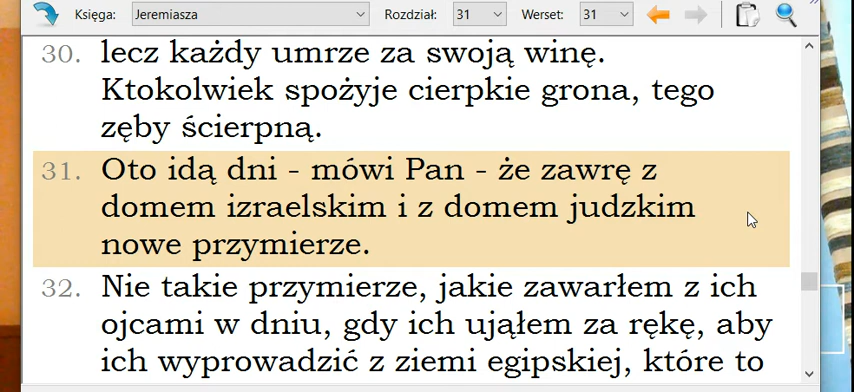 Księga: Jeremiasza Rozdział: 31 Werset: 31
30. lecz każdy umrze za swoją winę.
Ktokolwiek spożyje cierpkie grona, tego
zęby ścierpną.
31. Oto idą dni - mówi Pan - że zawrę z
domem izraelskim i z domem judzkim
nowe przymierze.
32. Nie takie przymierze, jakie zawarłem z ich
ojcami w dniu, gdy ich ująłem za rękę, aby
ich wyprowadzić z ziemi egipskiej, które to